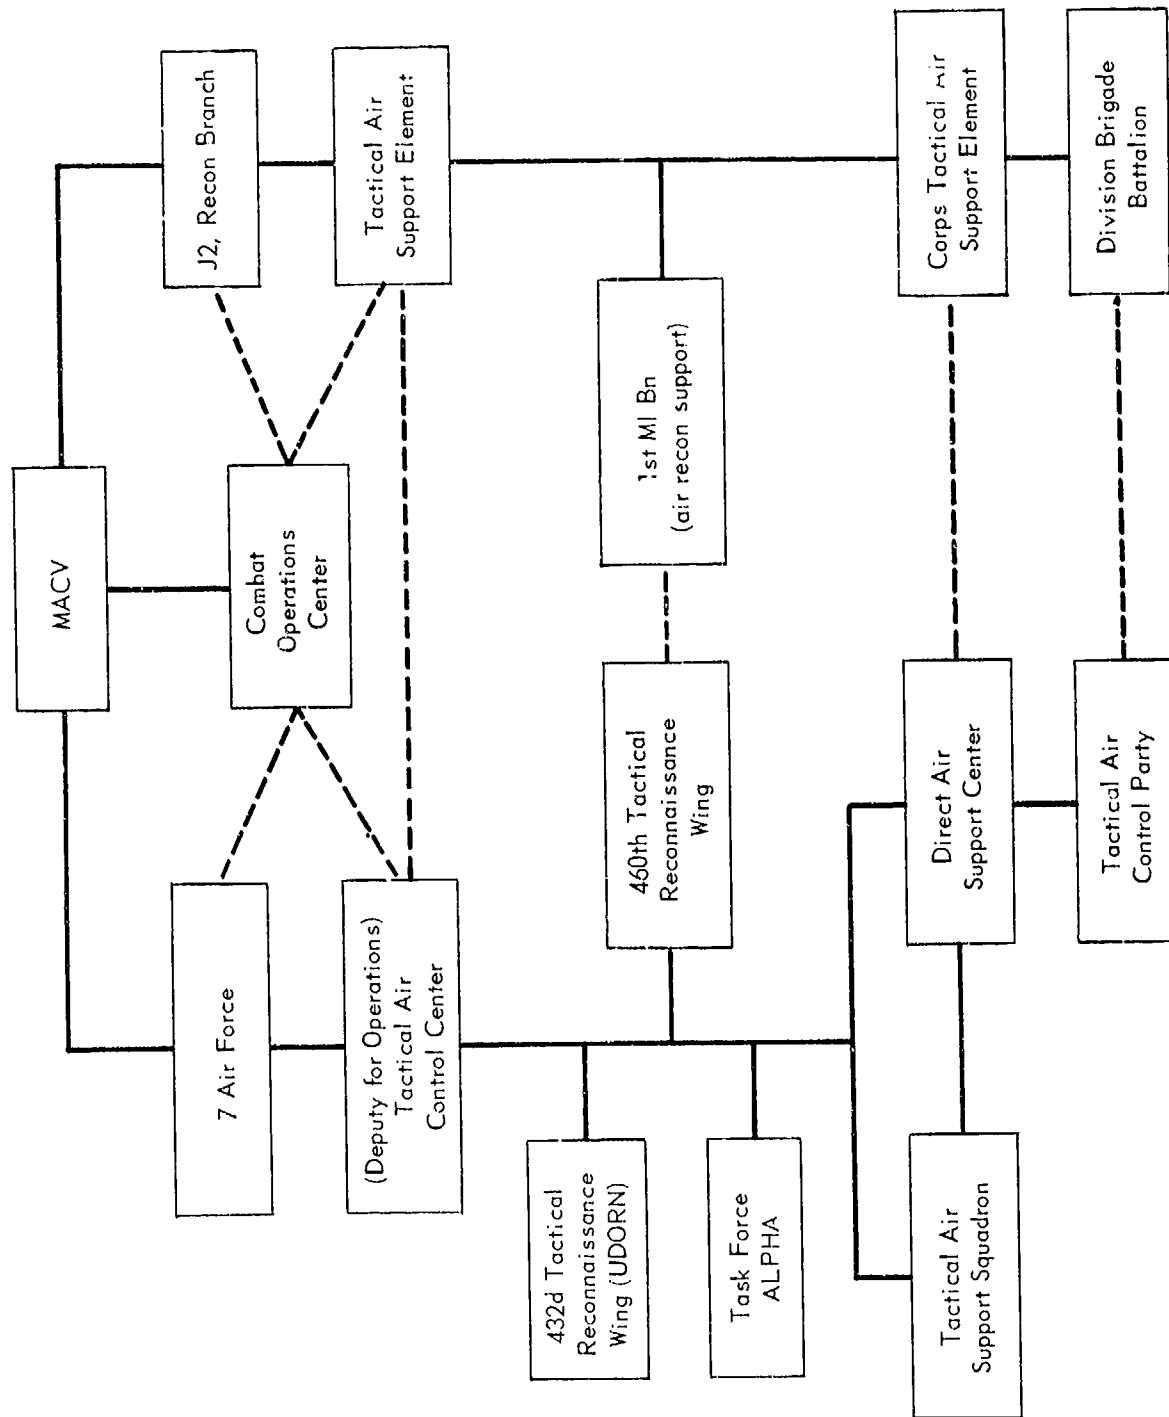 MACV
J2, Recon Branch
Combat
Operations
Center
7 Air Force
Tactical Air
Support Element
(Deputy for Operations)
Tactical Air
Control Center
432d Tactical
Reconnaissance
Wing (UDORN)
460th Tactical
Reconnaissance
Wing
1st MI Bn
(air recon support)
Task Force
ALPHA
Tactical Air
Support Squadron
Direct Air
Support Center
Corps Tactical Air
Support Element
Tactical Air
Control Party
Division Brigade
Battalion